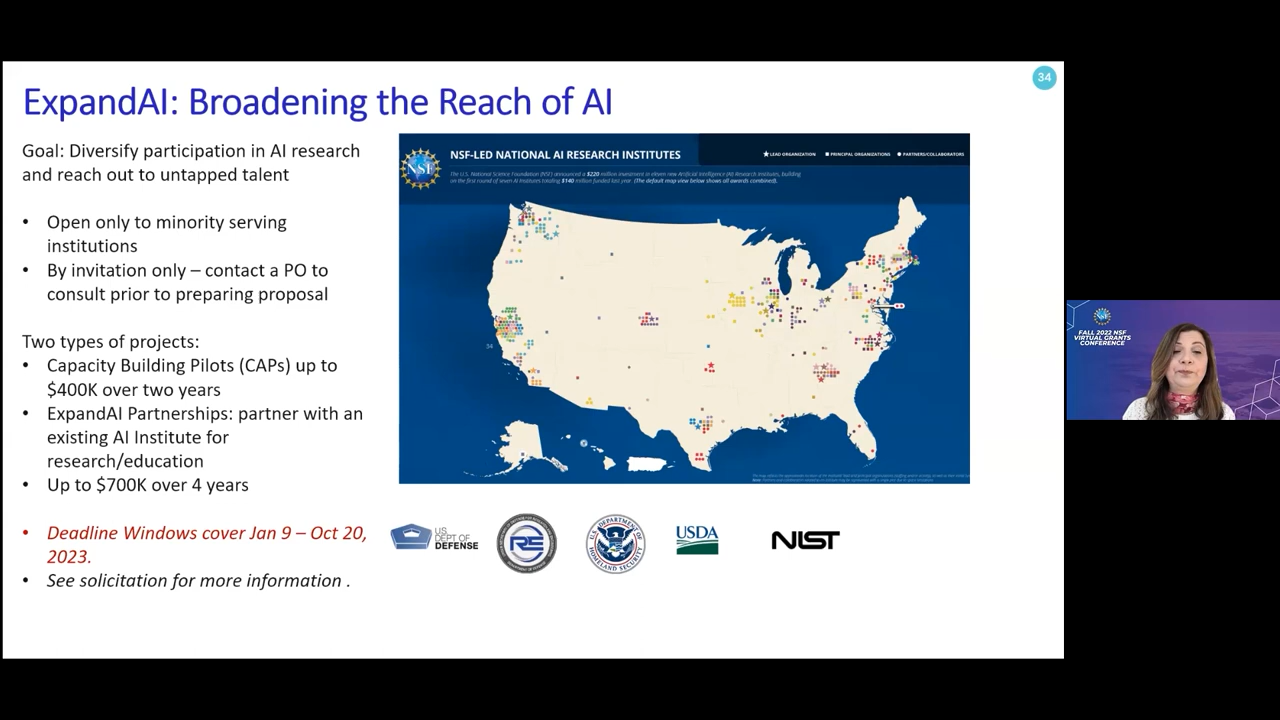 34
ExpandAI: Broadening the Reach of AI
Goal: Diversify participation in AI research
and reach out to untapped talent
• Open only to minority serving
institutions
• By invitation only – contact a PO to
consult prior to preparing proposal
Two types of projects:
• Capacity Building Pilots (CAPs) up to
$400K over two years
• ExpandAI Partnerships: partner with an
existing AI Institute for
research/education
• Up to $700K over 4 years
• Deadline Windows cover Jan 9 – Oct 20,
2023.
• See solicitation for more information .
NSF
NSF-LED NATIONAL AI RESEARCH INSTITUTES
LEAD ORGANIZATION PRINCIPAL ORGANIZATIONS PARTNERS/COLLABORATORS
The U.S. National Science Foundation (NSF) announced a $220 million investment in eleven new Artificial Intelligence (AI) Research Institutes, building
on the first round of seven AI Institutes totaling $140 million funded last year. (The default map view below shows all awards combined).
34
U.S.
DEPT OF
DEFENSE
RE
U.S. DEPARTMENT OF
HOMELAND SECURITY
USDA
NIST
FALL 2022 NSF
VIRTUAL GRANTS
CONFERENCE